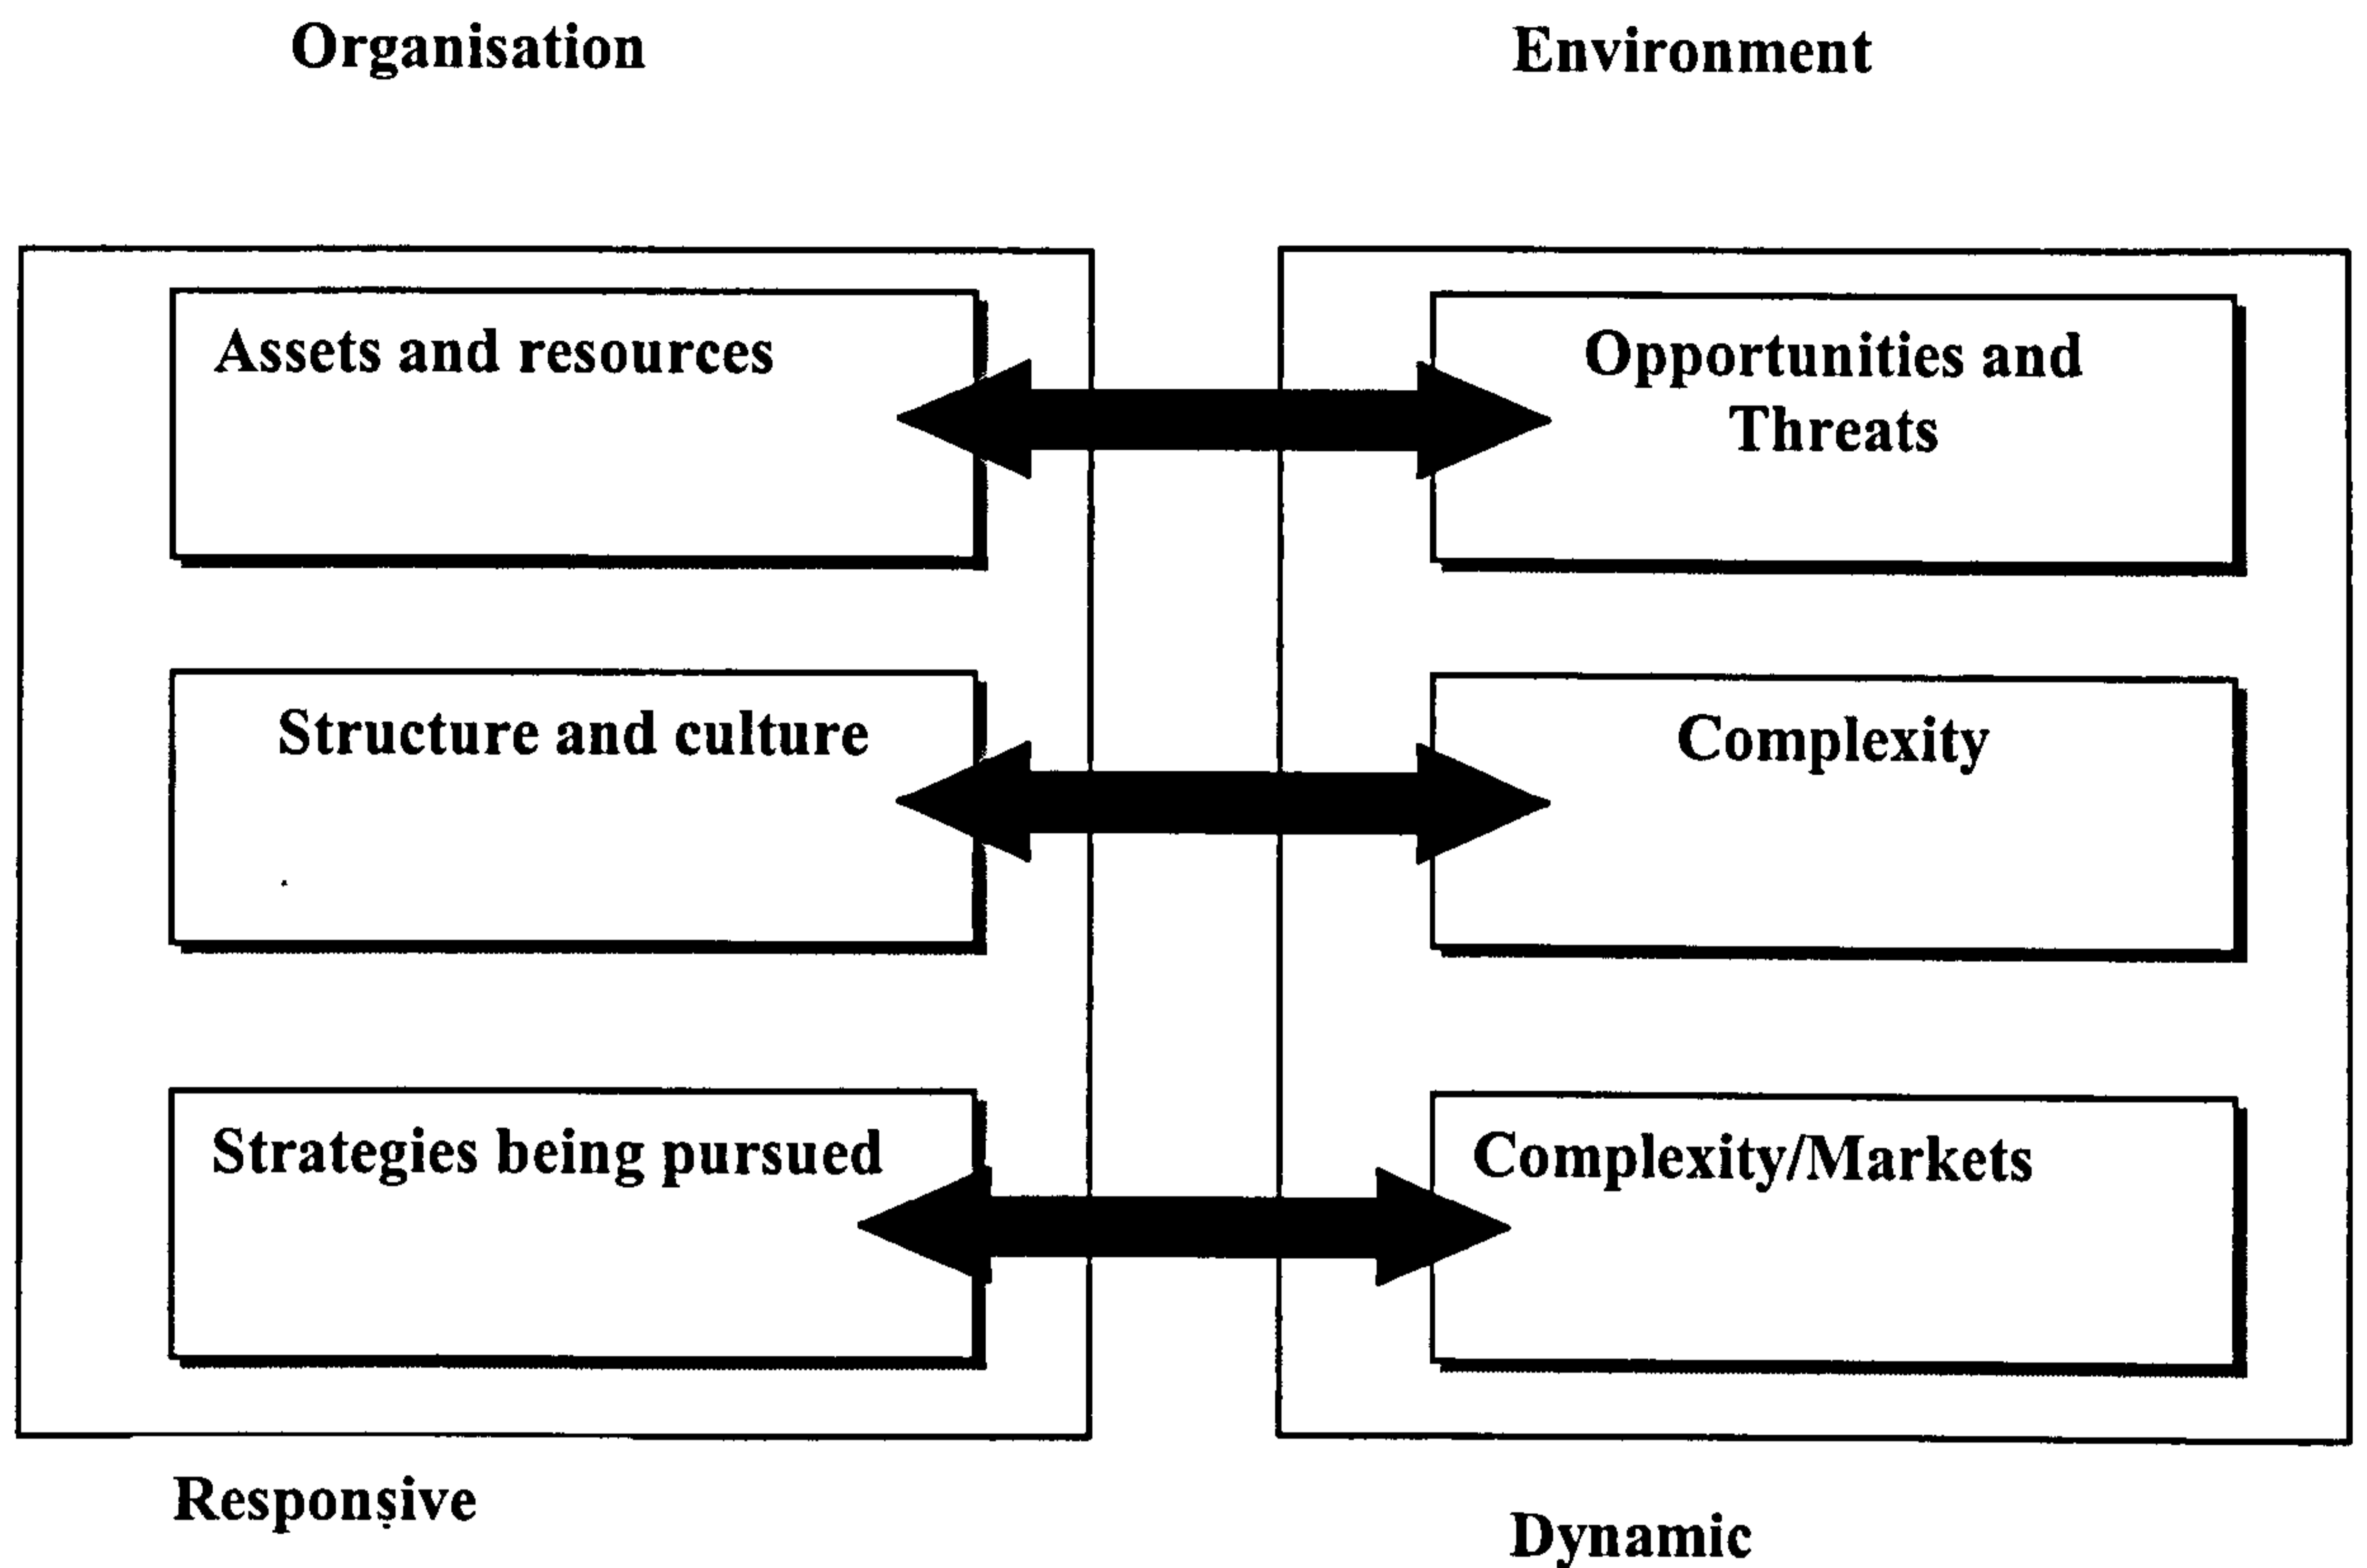 Organisation
Environment
Assets and resources
Opportunities and
Threats
Structure and culture
Complexity
Strategies being pursued
Complexity/Markets
Responsive
Dynamic